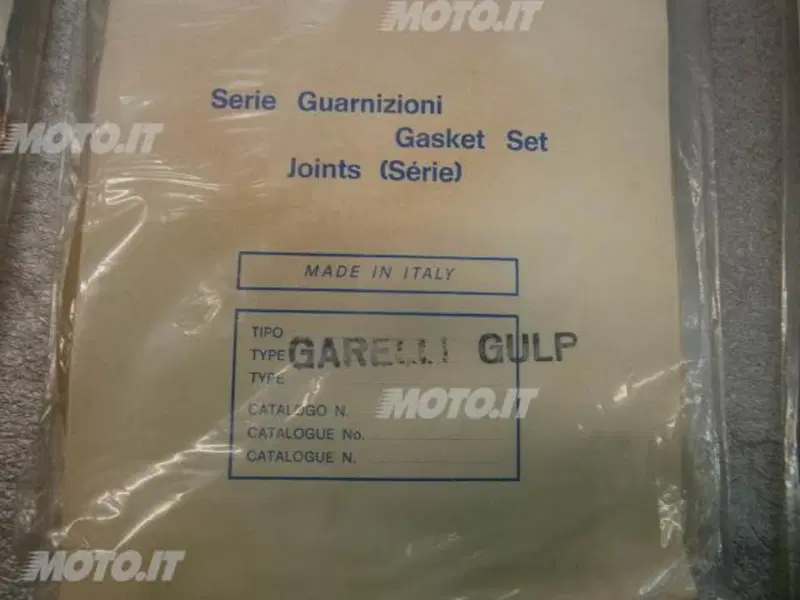 MOTO.IT
MOTO.IT
Serie Guarnizioni
Gasket Set
Joints (Série)
MADE IN ITALY
TIPO
TYPE GARELLI GULP
TYPE
CATALOGO N. MOTO.IT
CATALOGUE No.
CATALOGUE N.
MOTO.IT